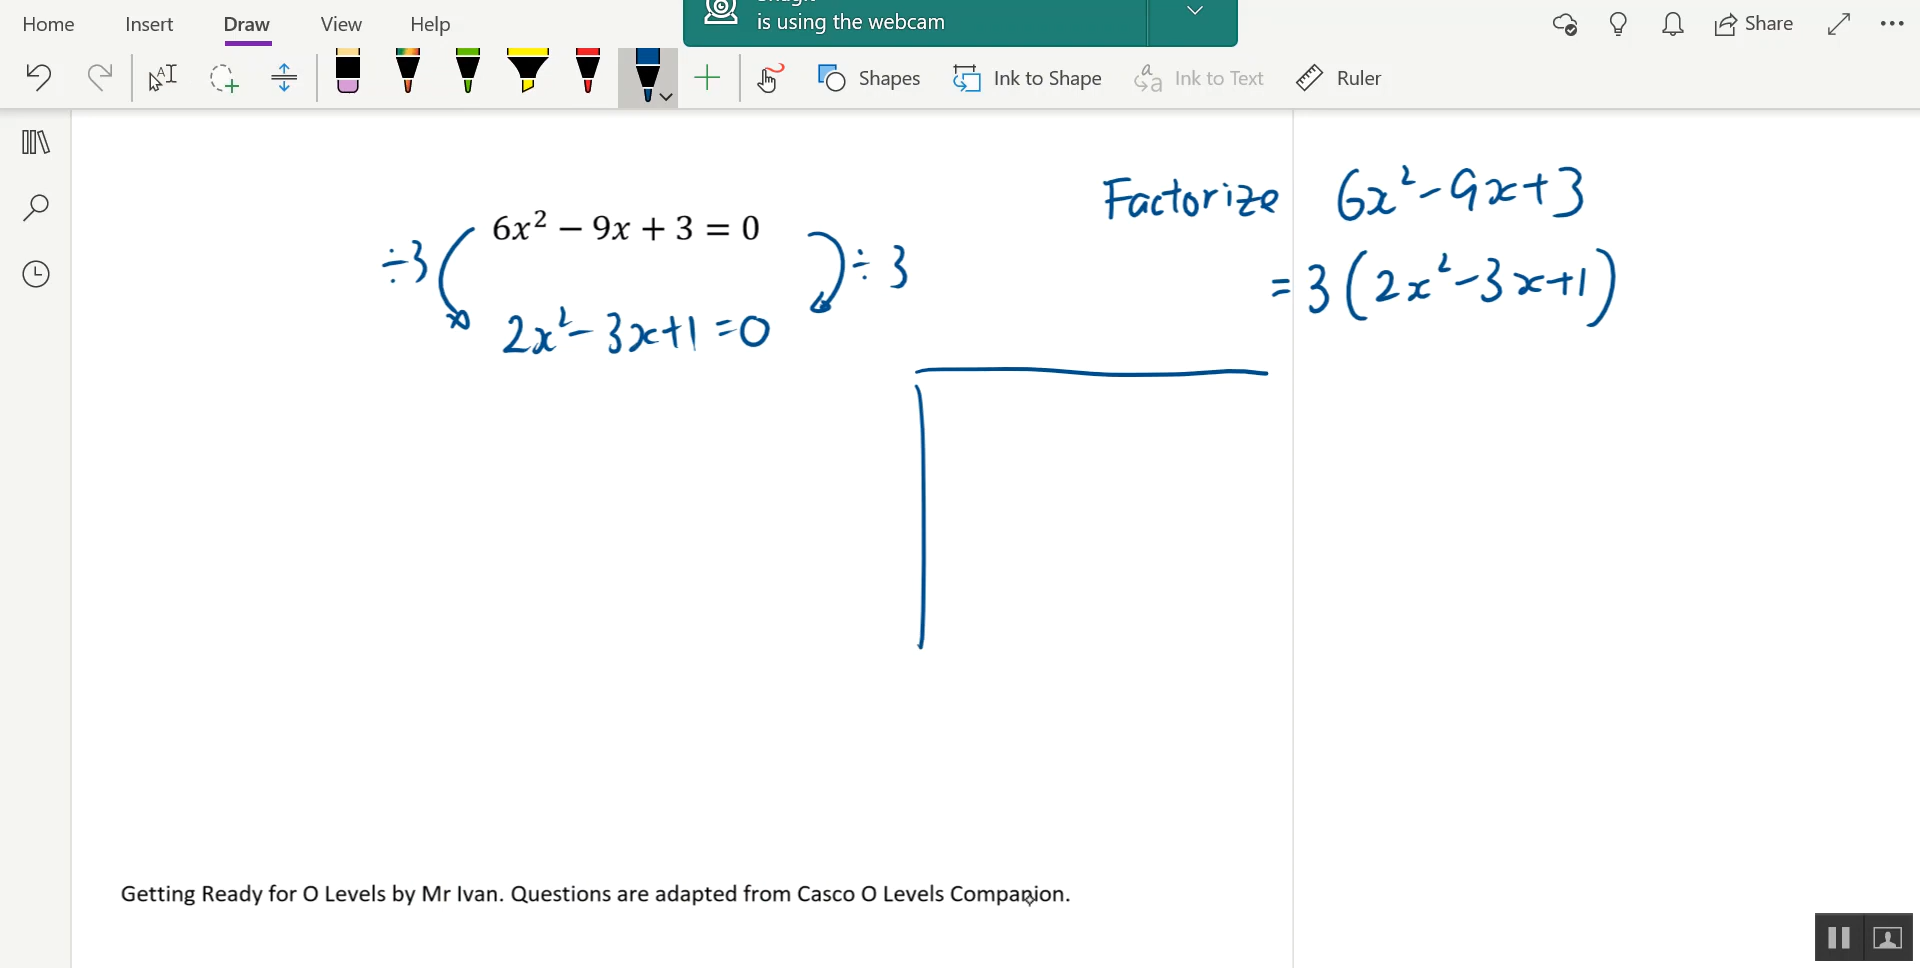 Home Insert Draw View Help
is using the webcam
Share
Shapes Ink to Shape Ink to Text Ruler
Factorize 6x² - 9x + 3
6x² − 9x + 3 = 0
÷3 ÷ 3
= 3 (2x² - 3x + 1)
2x² - 3x + 1 = 0
Getting Ready for O Levels by Mr Ivan. Questions are adapted from Casco O Levels Companion.